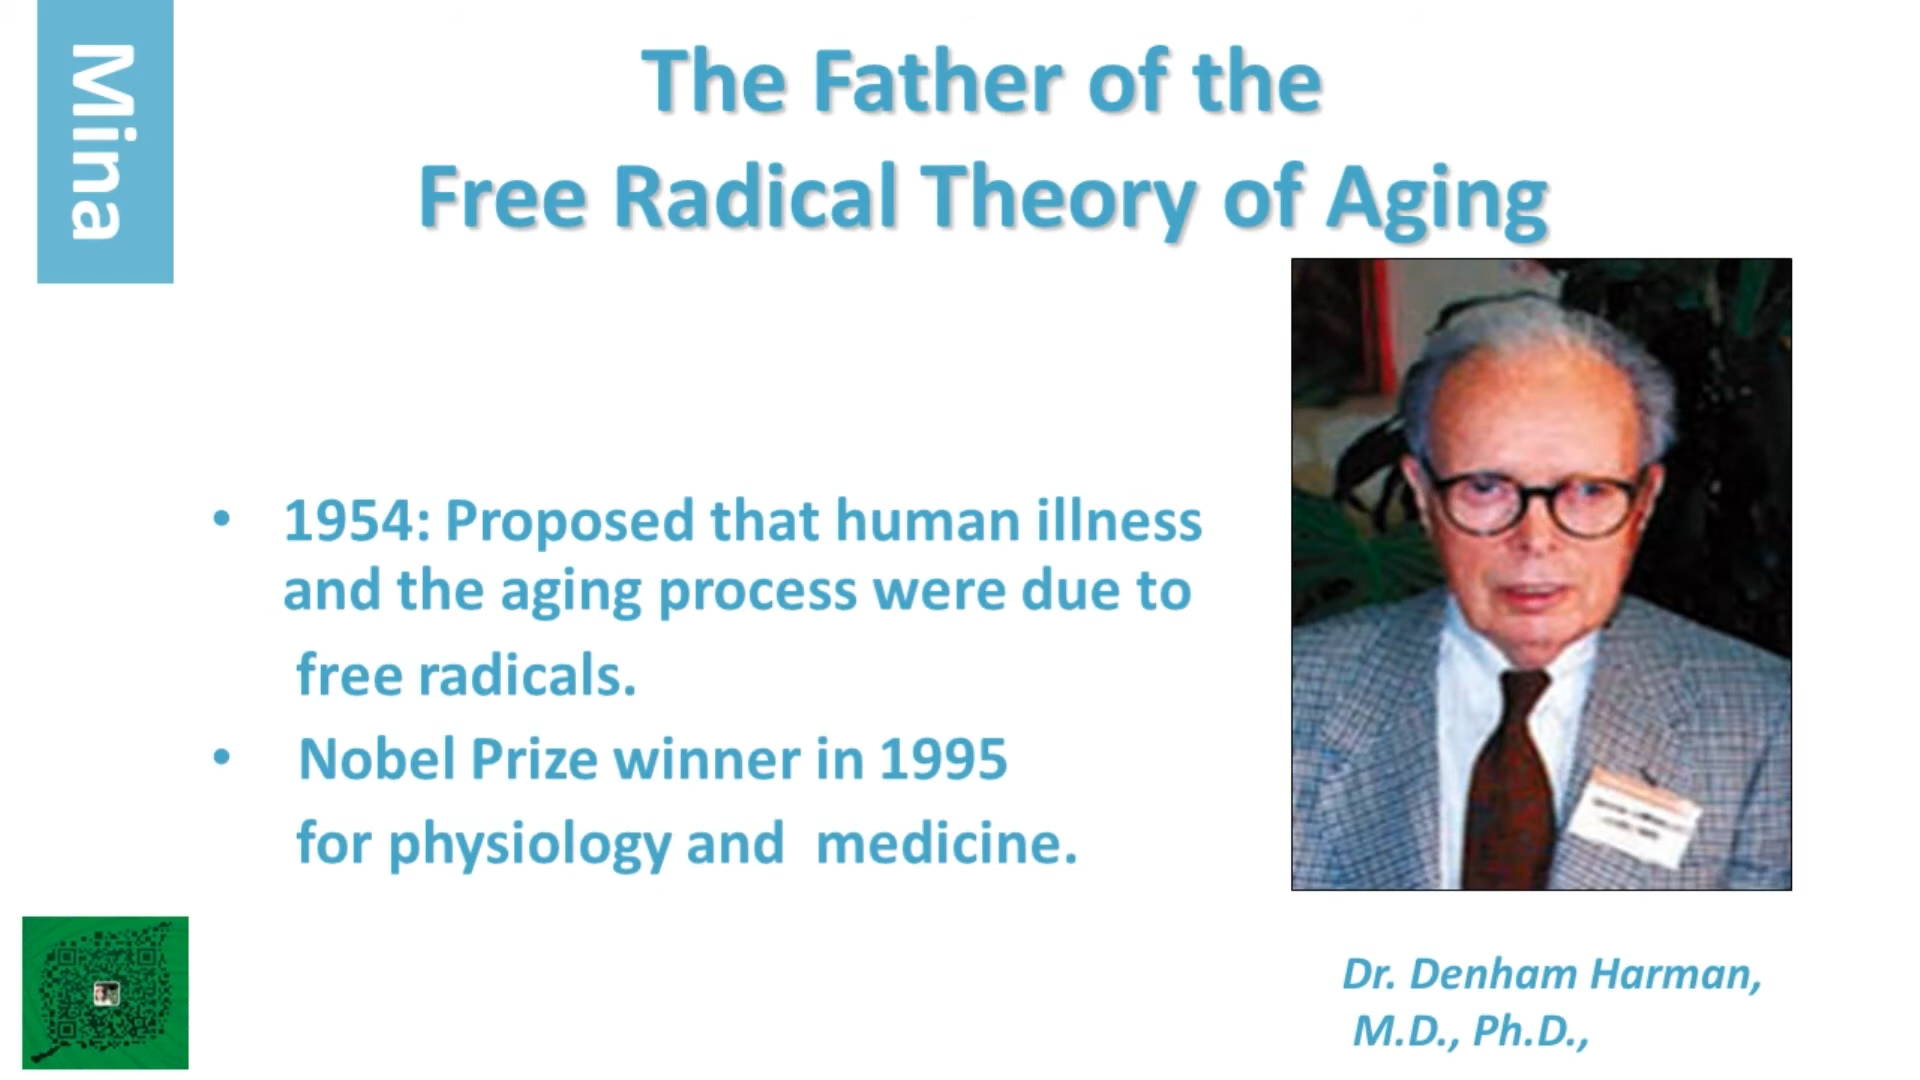 Mina
The Father of the
Free Radical Theory of Aging
• 1954: Proposed that human illness
and the aging process were due to
free radicals.
• Nobel Prize winner in 1995
for physiology and medicine.
Dr. Denham Harman,
M.D., Ph.D.,